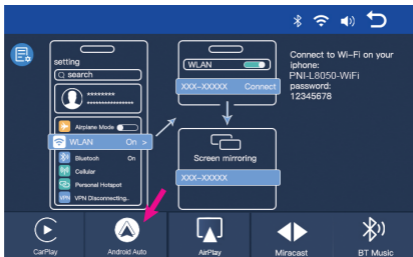 setting
search
********
****************
Airplane Mode
WLAN On >
Bluetooh On
Cellular
Personal Hotspot
VPN VPN Disconnecting..
WLAN
XXX-XXXXX Connect
Screen mirroring
XXX-XXXXX
Connect to Wi-Fi on your
iphone:
PNI-L8050-WiFi
password:
12345678
CarPlay
Android Auto
AirPlay
Miracast
BT Music